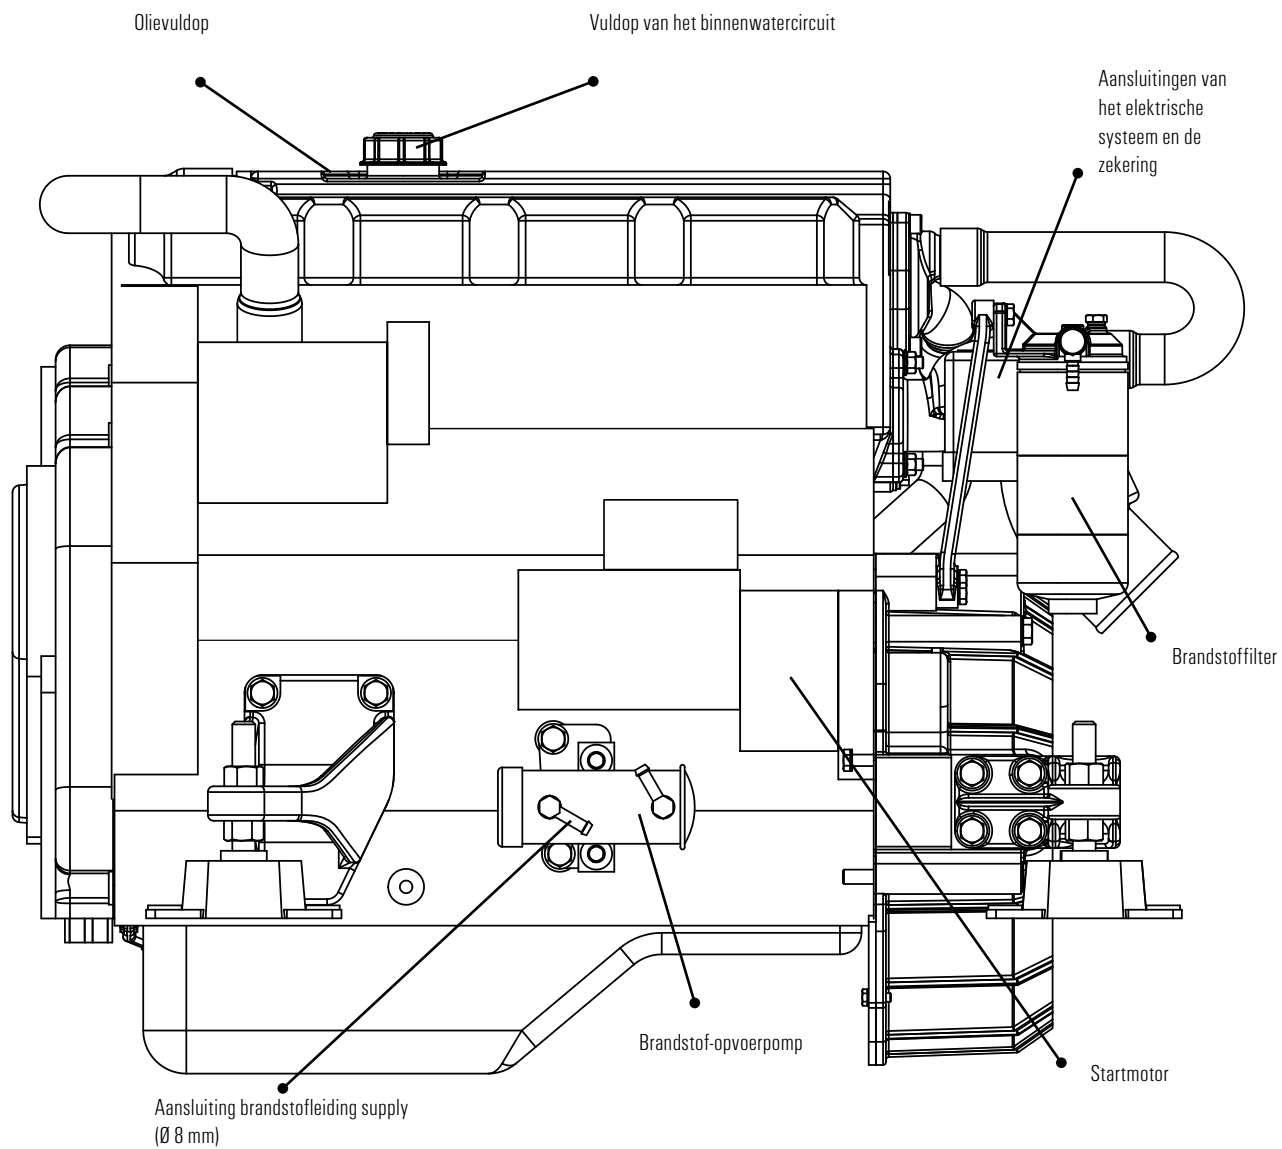 Olievuldop
Vuldop van het binnenwatercircuit
Aansluitingen van
het elektrische
systeem en de
zekering
Brandstoffilter
Brandstof-opvoerpomp
Startmotor
Aansluiting brandstofleiding supply
(Ø 8 mm)